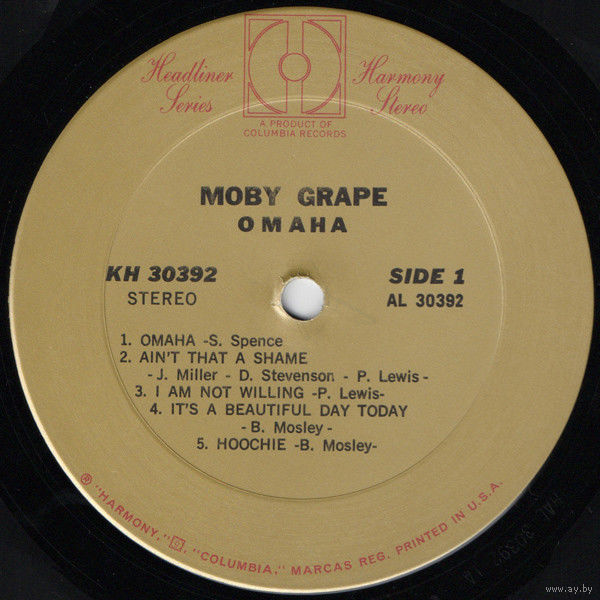 Headliner Series
Harmony Stereo
A PRODUCT OF
COLUMBIA RECORDS
MOBY GRAPE
OMAHA
KH 30392
STEREO
SIDE 1
AL 30392
1. OMAHA -S. Spence
2. AIN'T THAT A SHAME
-J. Miller - D. Stevenson - P. Lewis-
3. I AM NOT WILLING -P. Lewis-
4. IT'S A BEAUTIFUL DAY TODAY
-B. Mosley-
5. HOOCHIE -B. Mosley-
® "HARMONY," "COLUMBIA," MARCAS REG. PRINTED IN U.S.A.
www.ay.by